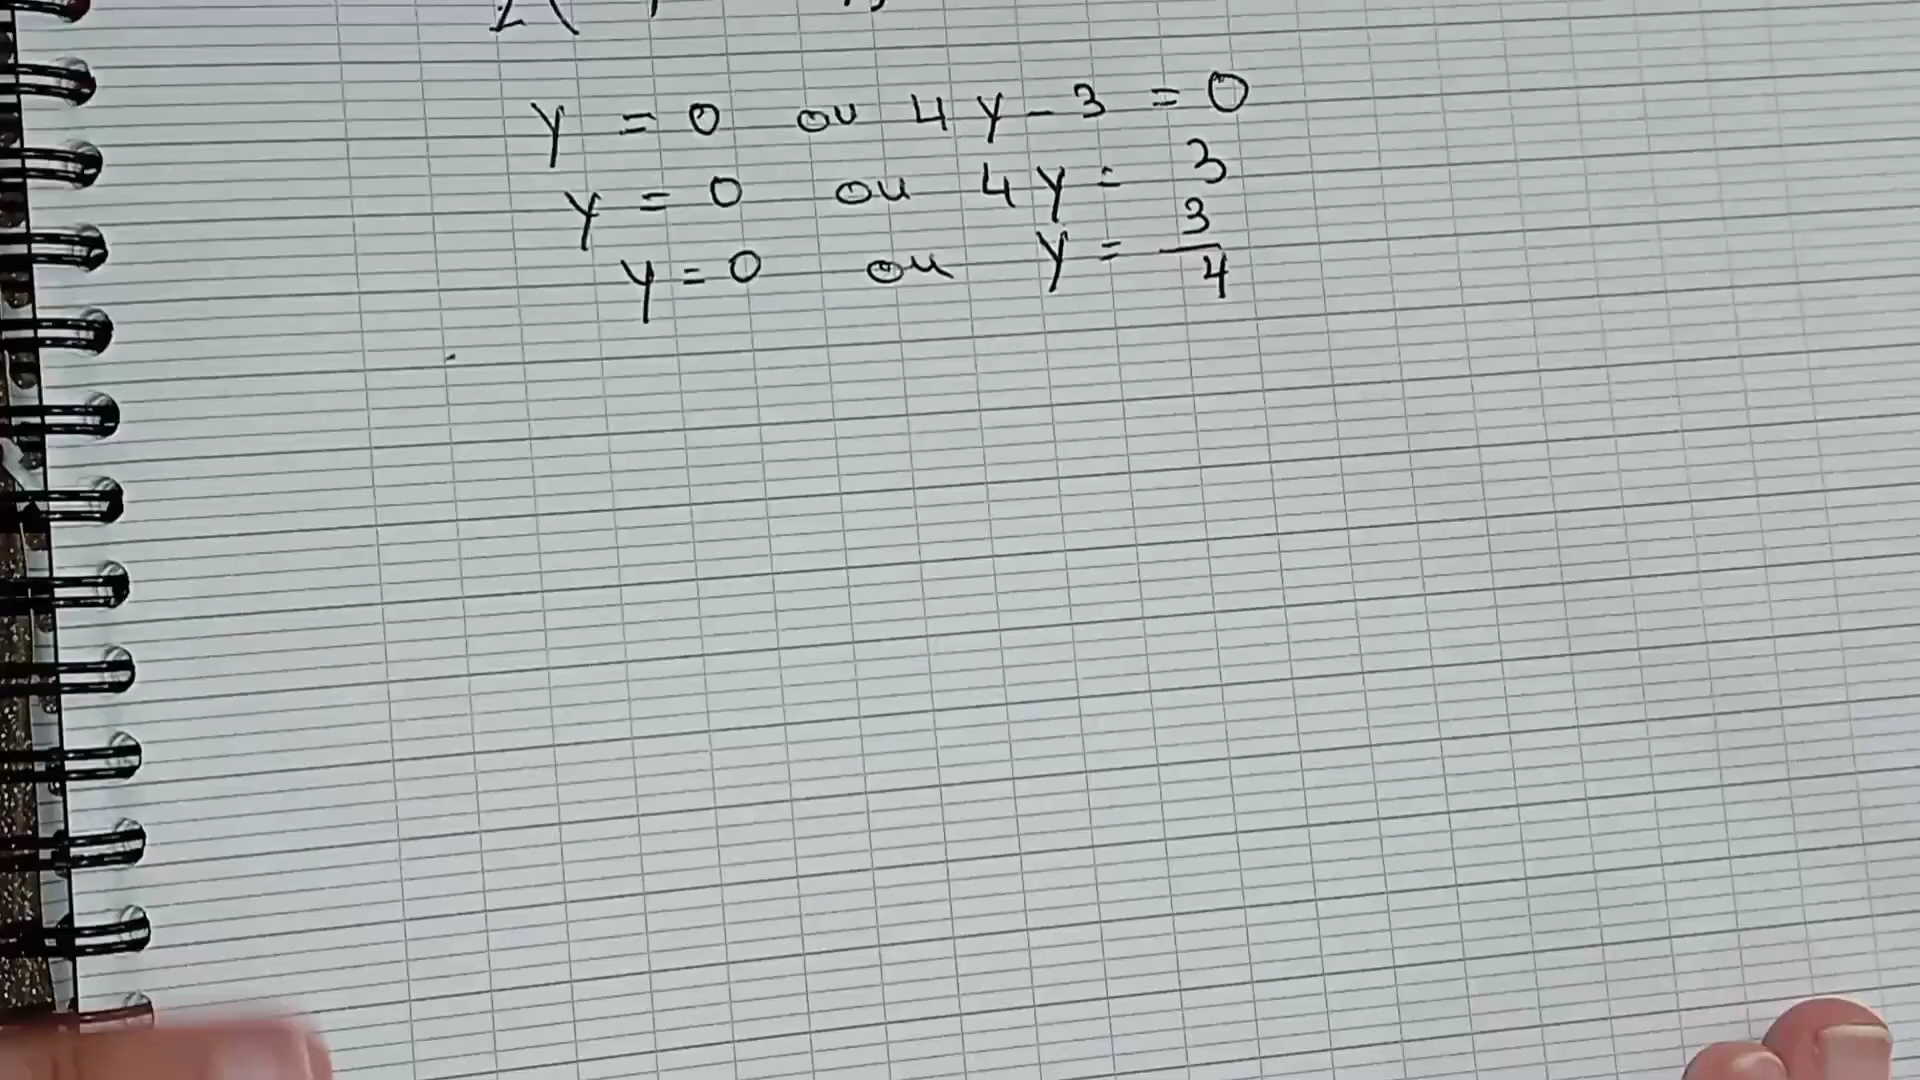 y = 0 ou 4y - 3 = 0
y = 0 ou 4y = 3
y = 0 ou y = 3/4